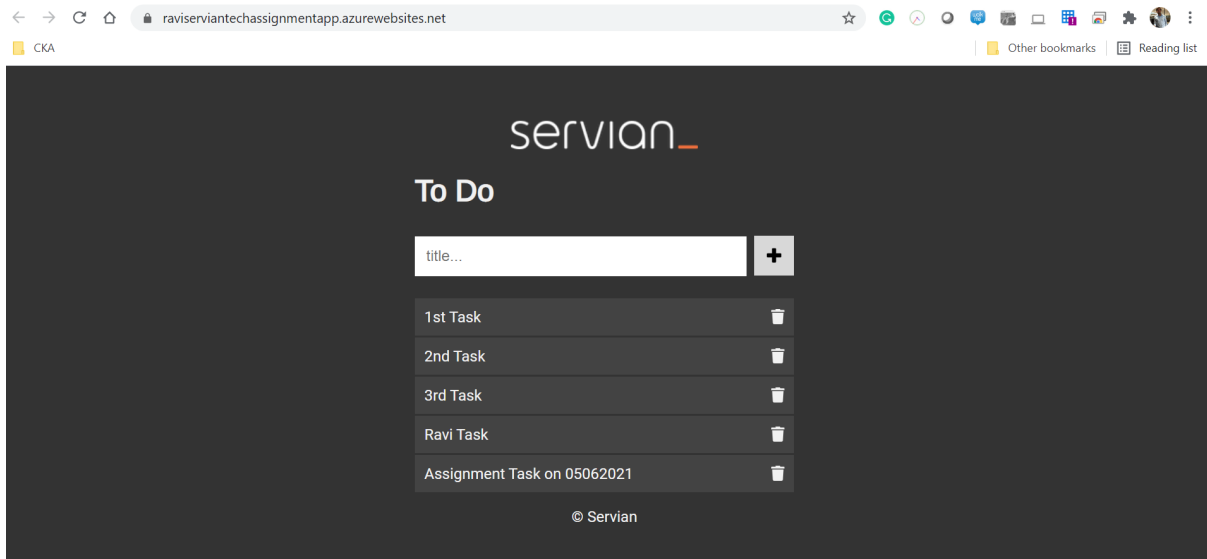 raviserviantechassignmentapp.azurewebsites.net
CKA
Other bookmarks
Reading list
servian_
To Do
title...
1st Task
2nd Task
3rd Task
Ravi Task
Assignment Task on 05062021
© Servian